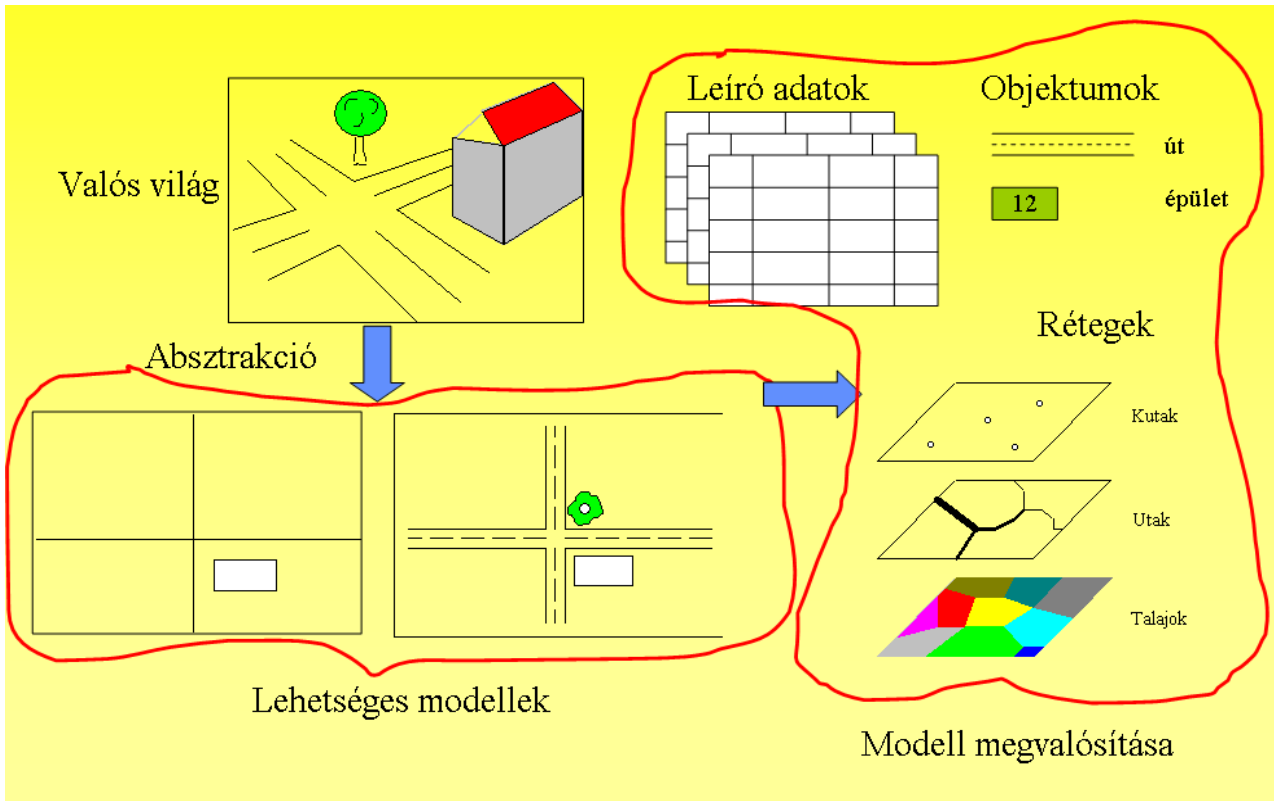 Valós világ
Absztrakció
Lehetséges modellek
Leíró adatok
Objektumok
út
12
épület
Rétegek
Kutak
Utak
Talajok
Modell megvalósítása